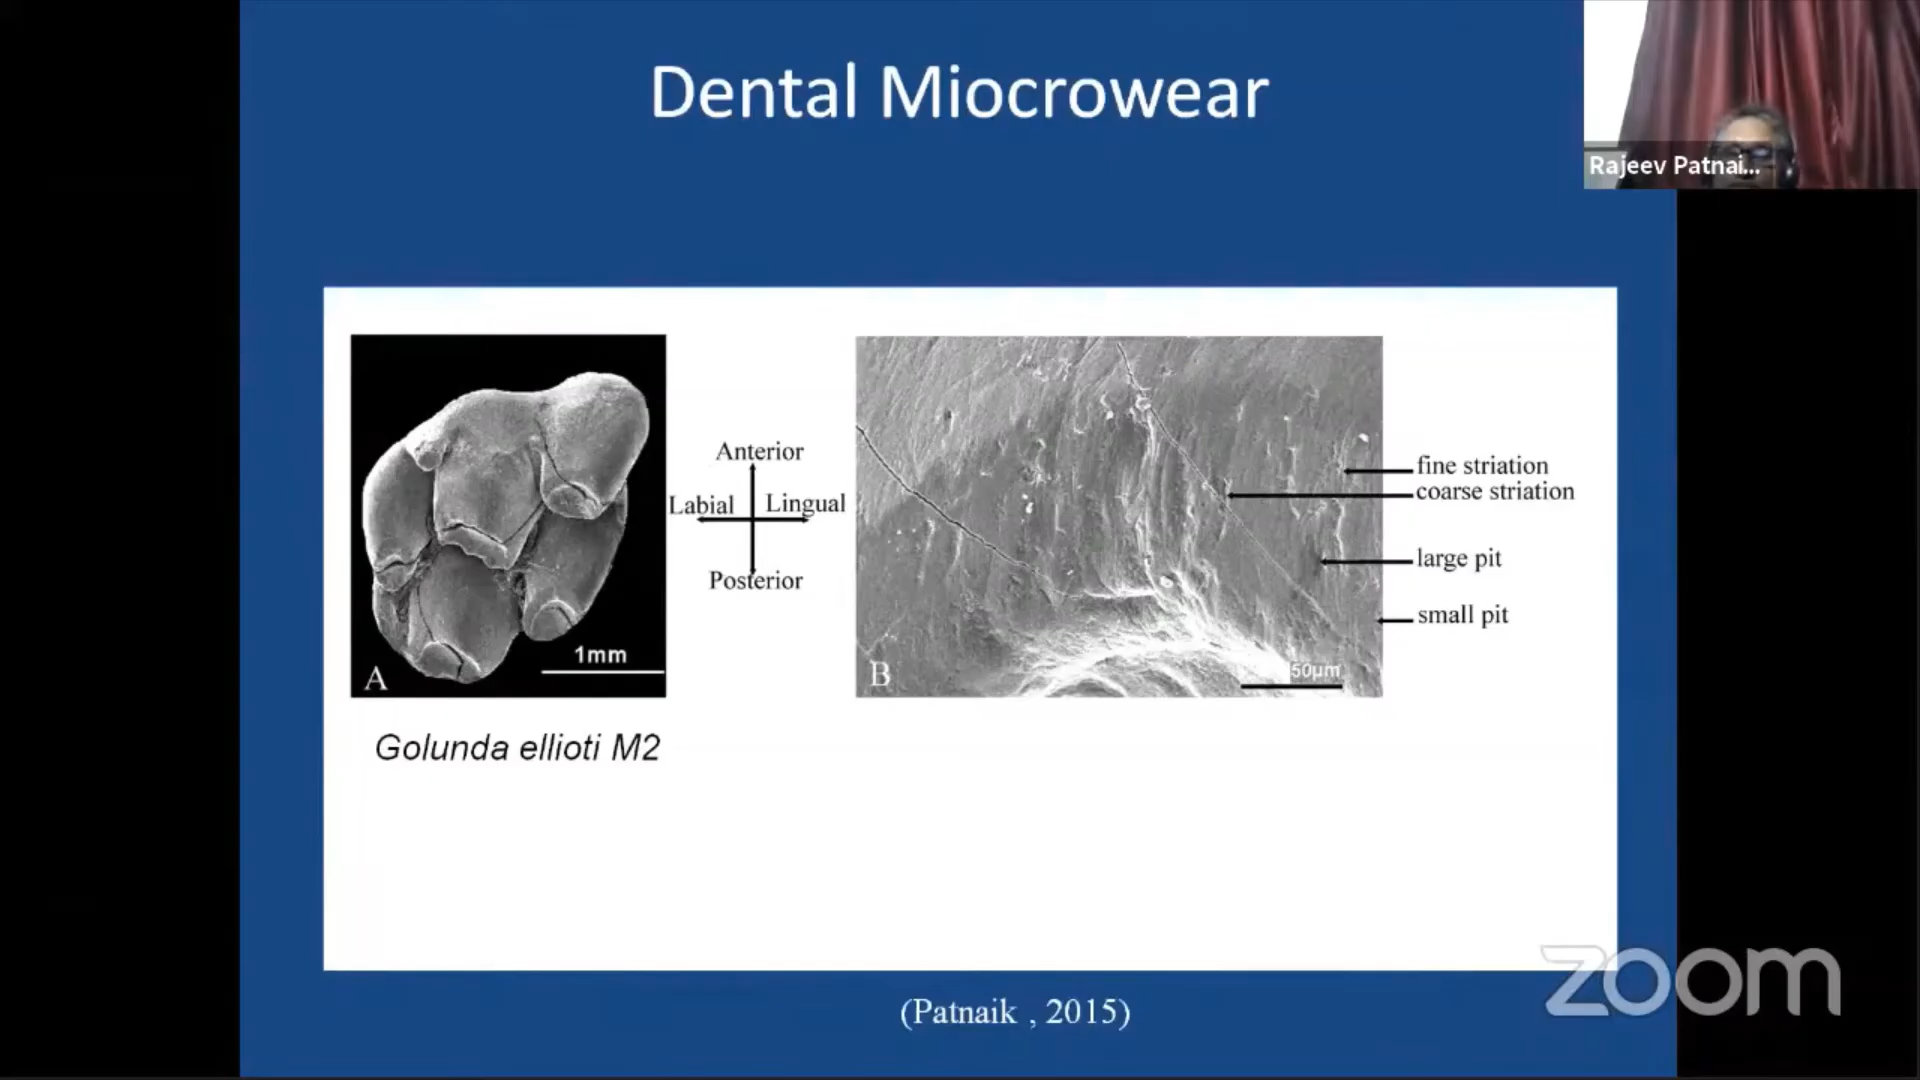 Dental Miocrowear
Rajeev Patnai...
Anterior
Labial Lingual
Posterior
1mm
A
B
50µm
fine striation
coarse striation
large pit
small pit
Golunda ellioti M2
(Patnaik , 2015)
zoom